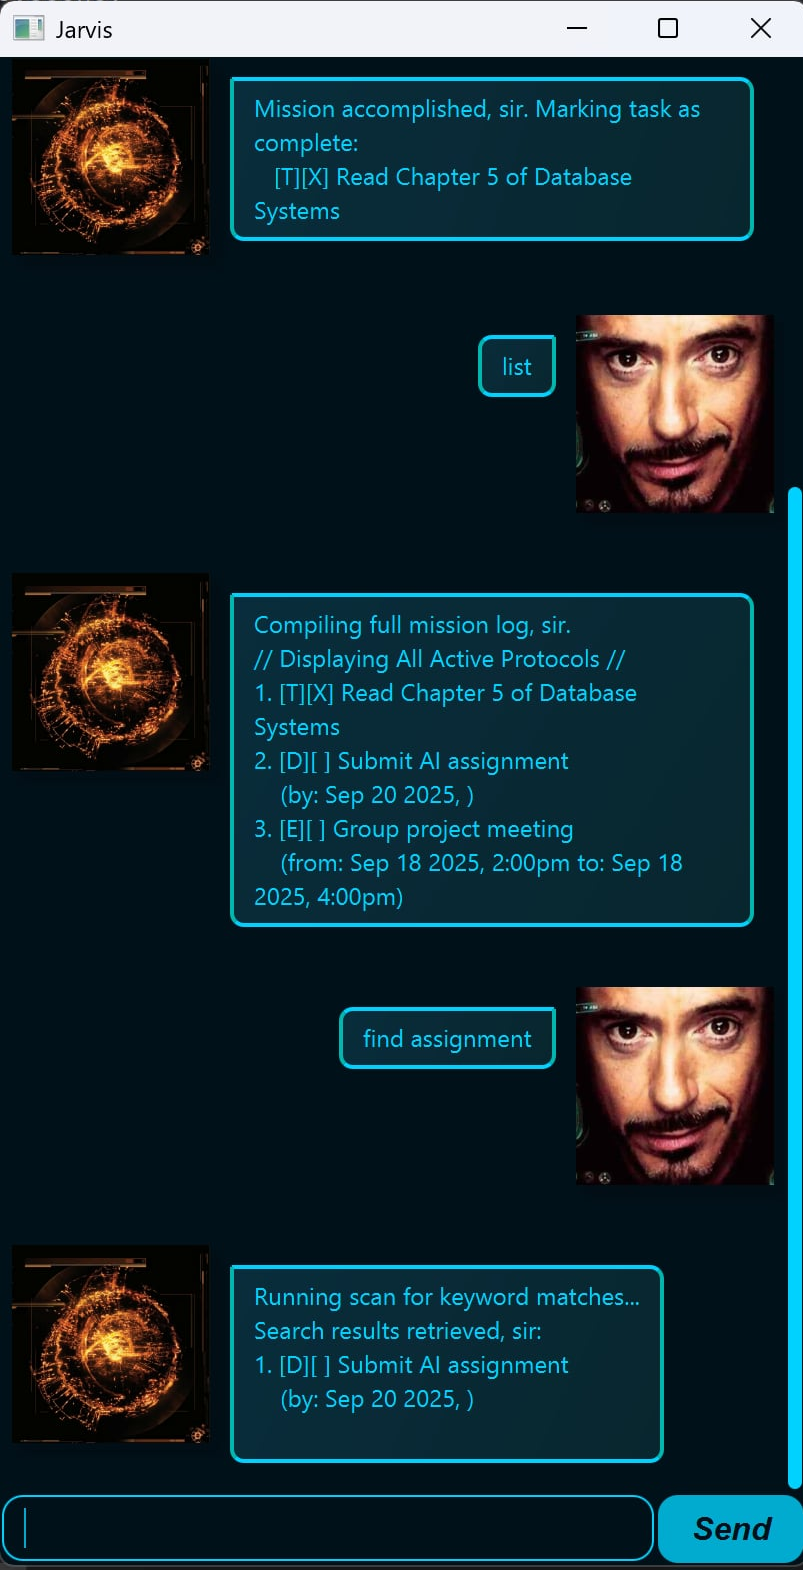 Jarvis
Mission accomplished, sir. Marking task as
complete:
[T][X] Read Chapter 5 of Database
Systems
list
Compiling full mission log, sir.
// Displaying All Active Protocols //
1. [T][X] Read Chapter 5 of Database
Systems
2. [D][ ] Submit AI assignment
(by: Sep 20 2025, )
3. [E][ ] Group project meeting
(from: Sep 18 2025, 2:00pm to: Sep 18
2025, 4:00pm)
find assignment
Running scan for keyword matches...
Search results retrieved, sir:
1. [D][ ] Submit AI assignment
(by: Sep 20 2025, )
Send